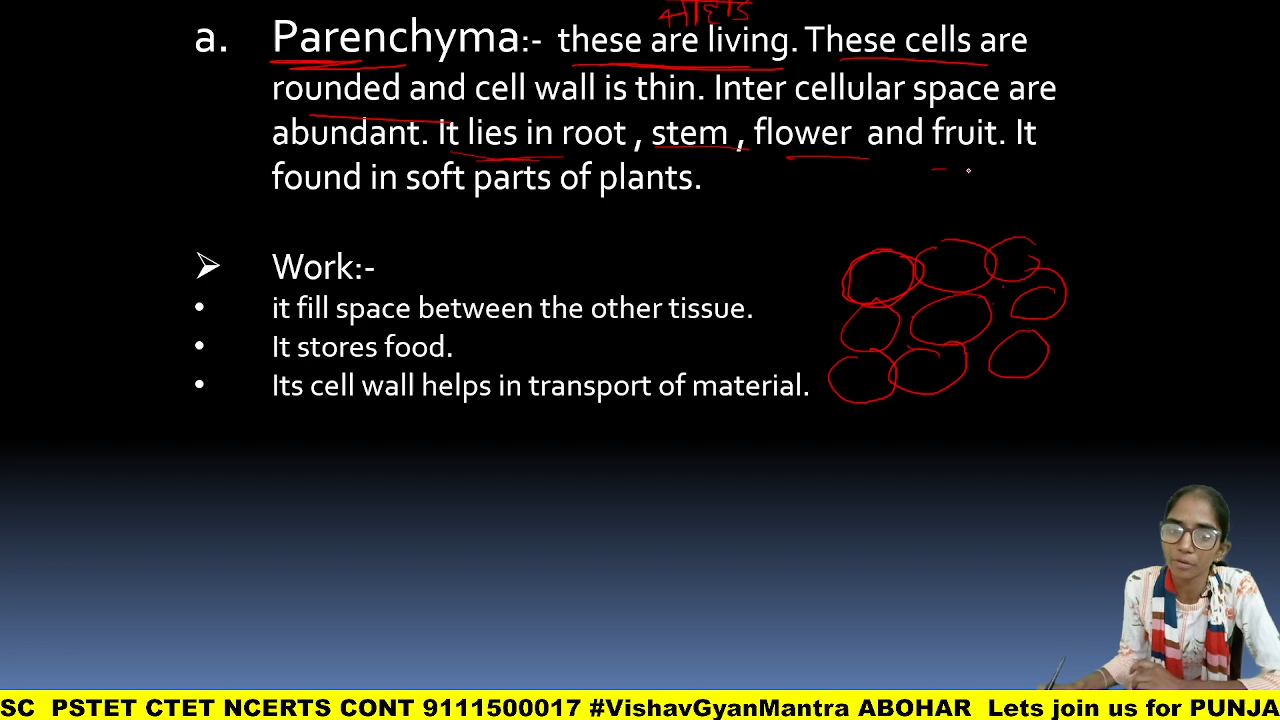 a. Parenchyma:- these are living. These cells are
rounded and cell wall is thin. Inter cellular space are
abundant. It lies in root , stem , flower and fruit. It
found in soft parts of plants.
➢ Work:-
• it fill space between the other tissue.
• It stores food.
• Its cell wall helps in transport of material.
SC PSTET CTET NCERTS CONT 9111500017 #VishavGyanMantra ABOHAR Lets join us for PUNJA